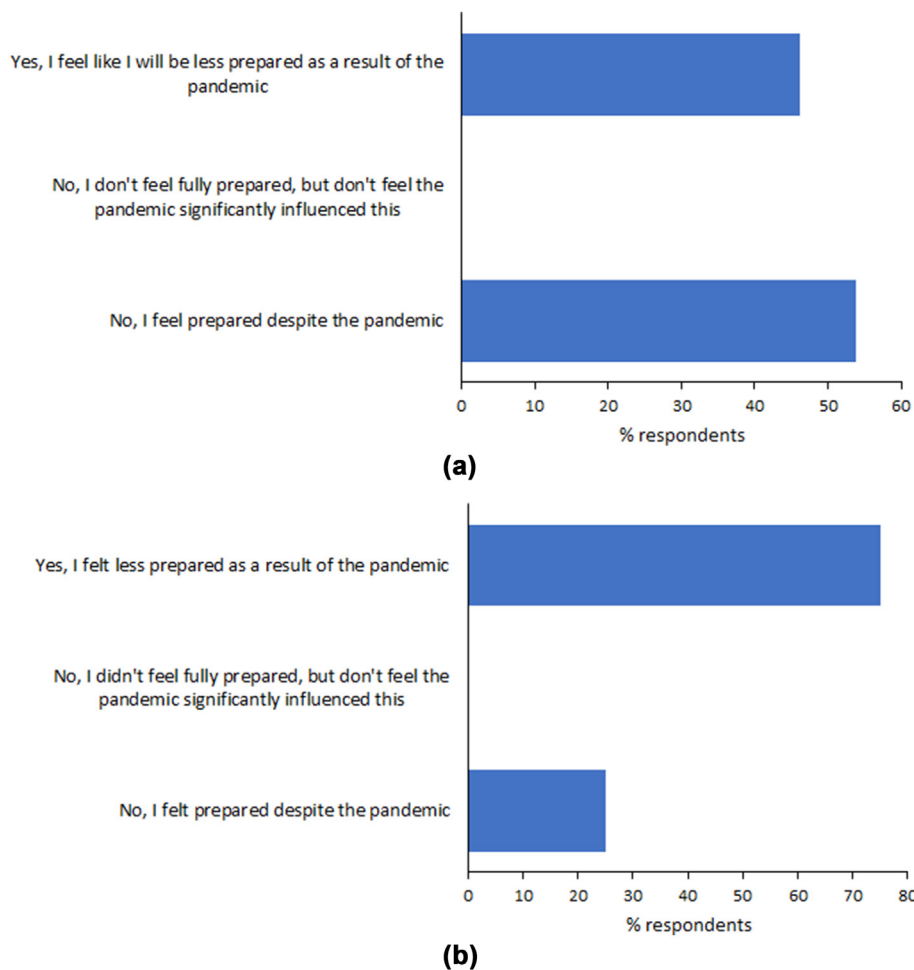 Yes, I feel like I will be less prepared as a result of the
pandemic
No, I don't feel fully prepared, but don't feel the
pandemic significantly influenced this
No, I feel prepared despite the pandemic
0 10 20 30 40 50 60
% respondents
(a)
Yes, I felt less prepared as a result of the pandemic
No, I didn't feel fully prepared, but don't feel the
pandemic significantly influenced this
No, I felt prepared despite the pandemic
0 10 20 30 40 50 60 70 80
% respondents
(b)